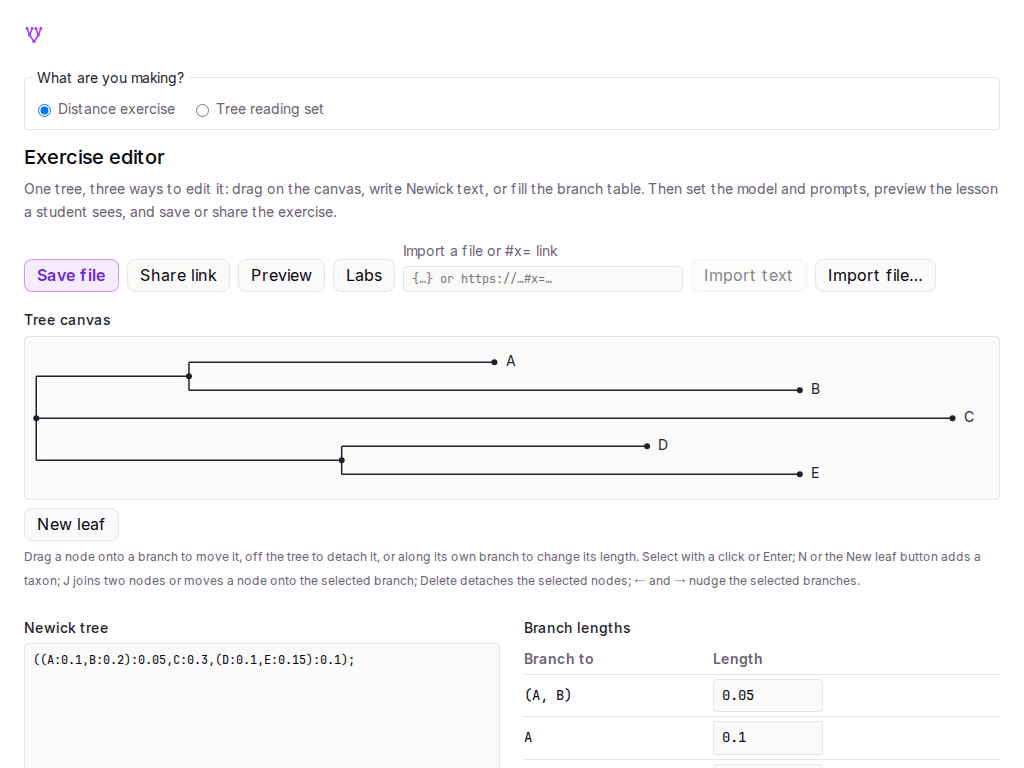 What are you making?
Distance exercise Tree reading set
Exercise editor
One tree, three ways to edit it: drag on the canvas, write Newick text, or fill the branch table. Then set the model and prompts, preview the lesson
a student sees, and save or share the exercise.
Import a file or #x= link
Save file Share link Preview Labs {…} or https://…#x=… Import text Import file…
Tree canvas
A
B
C
D
E
New leaf
Drag a node onto a branch to move it, off the tree to detach it, or along its own branch to change its length. Select with a click or Enter; N or the New leaf button adds a
taxon; J joins two nodes or moves a node onto the selected branch; Delete detaches the selected nodes; ← and → nudge the selected branches.
Newick tree
((A:0.1,B:0.2):0.05,C:0.3,(D:0.1,E:0.15):0.1);
Branch lengths
Branch to Length
(A, B) 0.05
A 0.1